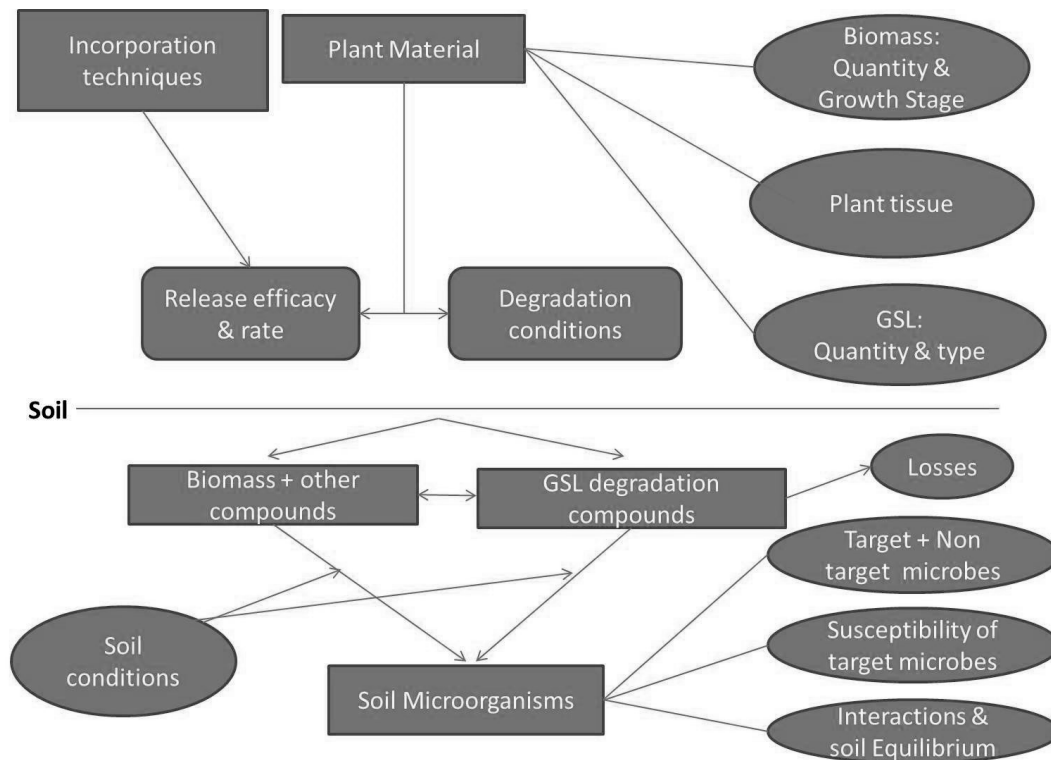 Incorporation
techniques
Plant Material
Biomass:
Quantity &
Growth Stage
Plant tissue
Release efficacy
& rate
Degradation
conditions
GSL:
Quantity & type
Soil
Biomass + other
compounds
GSL degradation
compounds
Losses
Target + Non
target microbes
Soil
conditions
Susceptibility of
target microbes
Soil Microorganisms
Interactions &
soil Equilibrium